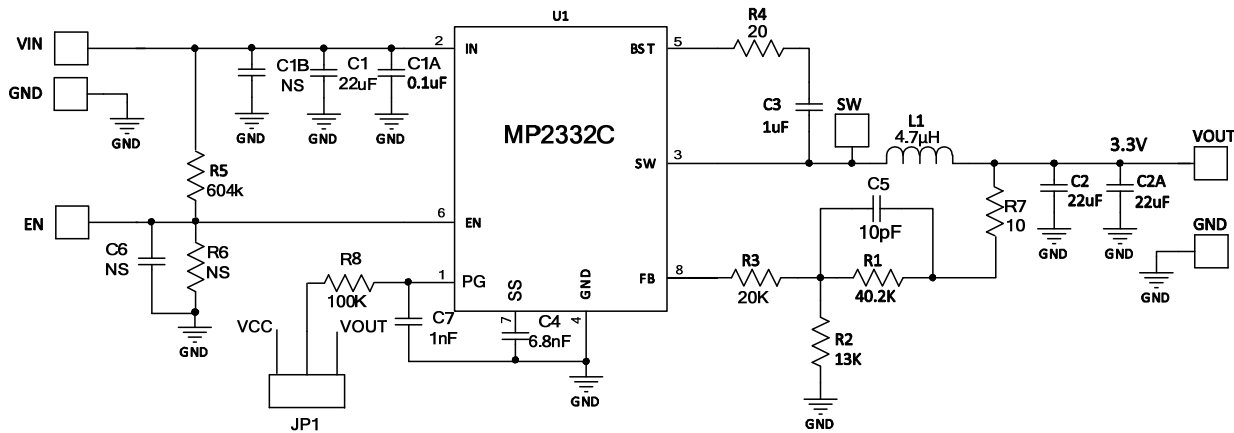 U1
VIN
GND
GND
C1B
NS
GND
C1
22uF
GND
C1A
0.1uF
GND
2
IN
MP2332C
BST
5
R4
20
C3
1uF
SW
SW
3
L1
4.7µH
3.3V
VOUT
C2
22uF
GND
C2A
22uF
GND
GND
GND
R5
604k
EN
C6
NS
R6
NS
GND
6
EN
R8
100K
1
PG
C7
1nF
SS
7
C4
6.8nF
GND
4
GND
VCC
VOUT
JP1
FB
8
R3
20K
C5
10pF
R1
40.2K
R7
10
R2
13K
GND